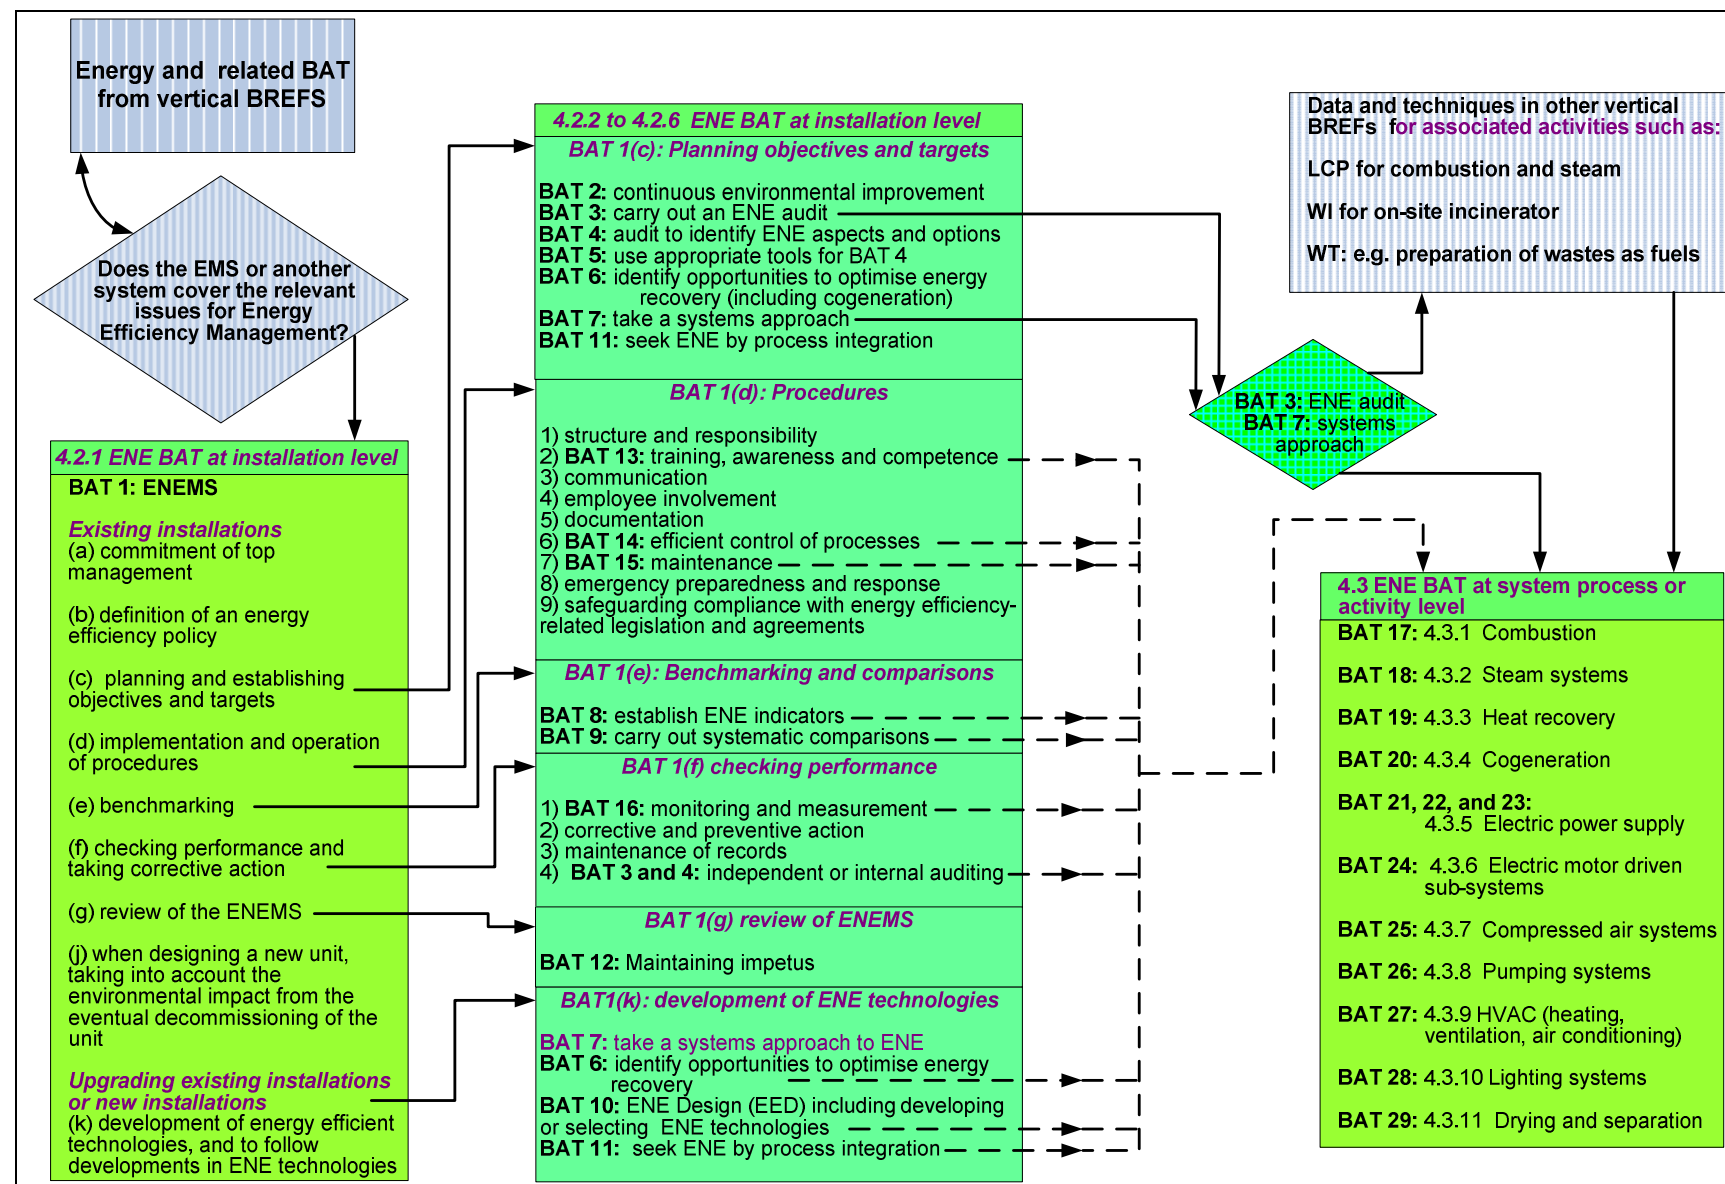 Energy and related BAT
from vertical BREFS
Does the EMS or another
system cover the relevant
issues for Energy
Efficiency Management?
4.2.1 ENE BAT at installation level
BAT 1: ENEMS
Existing installations
(a) commitment of top
management
(b) definition of an energy
efficiency policy
(c) planning and establishing
objectives and targets
(d) implementation and operation
of procedures
(e) benchmarking
(f) checking performance and
taking corrective action
(g) review of the ENEMS
(j) when designing a new unit,
taking into account the
environmental impact from the
eventual decommissioning of the
unit
Upgrading existing installations
or new installations
(k) development of energy efficient
technologies, and to follow
developments in ENE technologies
4.2.2 to 4.2.6 ENE BAT at installation level
BAT 1(c): Planning objectives and targets
BAT 2: continuous environmental improvement
BAT 3: carry out an ENE audit
BAT 4: audit to identify ENE aspects and options
BAT 5: use appropriate tools for BAT 4
BAT 6: identify opportunities to optimise energy
recovery (including cogeneration)
BAT 7: take a systems approach
BAT 11: seek ENE by process integration
BAT 1(d): Procedures
1) structure and responsibility
2) BAT 13: training, awareness and competence
3) communication
4) employee involvement
5) documentation
6) BAT 14: efficient control of processes
7) BAT 15: maintenance
8) emergency preparedness and response
9) safeguarding compliance with energy efficiency-
related legislation and agreements
BAT 1(e): Benchmarking and comparisons
BAT 8: establish ENE indicators
BAT 9: carry out systematic comparisons
BAT 1(f) checking performance
1) BAT 16: monitoring and measurement
2) corrective and preventive action
3) maintenance of records
4) BAT 3 and 4: independent or internal auditing
BAT 1(g) review of ENEMS
BAT 12: Maintaining impetus
BAT1(k): development of ENE technologies
BAT 7: take a systems approach to ENE
BAT 6: identify opportunities to optimise energy
recovery
BAT 10: ENE Design (EED) including developing
or selecting ENE technologies
BAT 11: seek ENE by process integration
Data and techniques in other vertical
BREFs for associated activities such as:
LCP for combustion and steam
WI for on-site incinerator
WT: e.g. preparation of wastes as fuels
BAT 3: ENE audit
BAT 7: systems
approach
4.3 ENE BAT at system process or
activity level
BAT 17: 4.3.1 Combustion
BAT 18: 4.3.2 Steam systems
BAT 19: 4.3.3 Heat recovery
BAT 20: 4.3.4 Cogeneration
BAT 21, 22, and 23:
4.3.5 Electric power supply
BAT 24: 4.3.6 Electric motor driven
sub-systems
BAT 25: 4.3.7 Compressed air systems
BAT 26: 4.3.8 Pumping systems
BAT 27: 4.3.9 HVAC (heating,
ventilation, air conditioning)
BAT 28: 4.3.10 Lighting systems
BAT 29: 4.3.11 Drying and separation